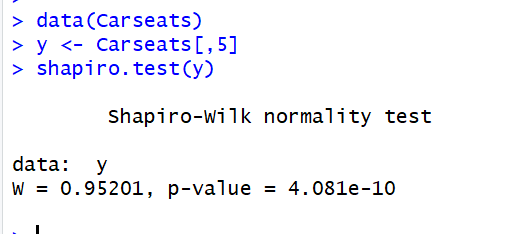 > data(Carseats)
> y <- Carseats[,5]
> shapiro.test(y)
Shapiro-Wilk normality test
data:  y
W = 0.95201, p-value = 4.081e-10
>